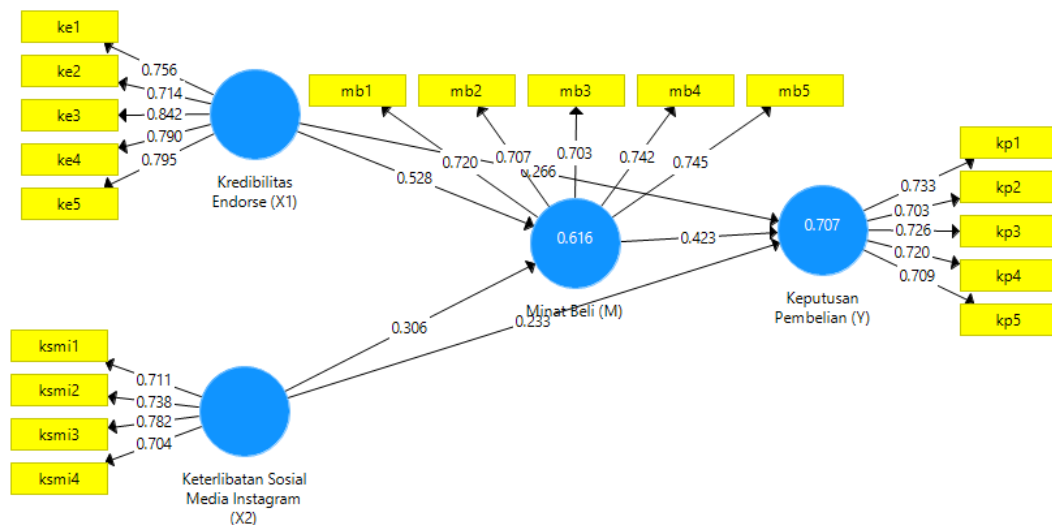 ke1
ke2
ke3
ke4
ke5
0.756
0.714
0.842
0.790
0.795
Kredibilitas
Endorse (X1)
mb1
mb2
mb3
mb4
mb5
0.720
0.707
0.703
0.742
0.745
0.266
0.528
0.616
Minat Beli (M)
0.423
0.306
0.233
0.707
Keputusan
Pembelian (Y)
0.733
0.703
0.726
0.720
0.709
kp1
kp2
kp3
kp4
kp5
ksmi1
ksmi2
ksmi3
ksmi4
0.711
0.738
0.782
0.704
Keterlibatan Sosial
Media Instagram
(X2)